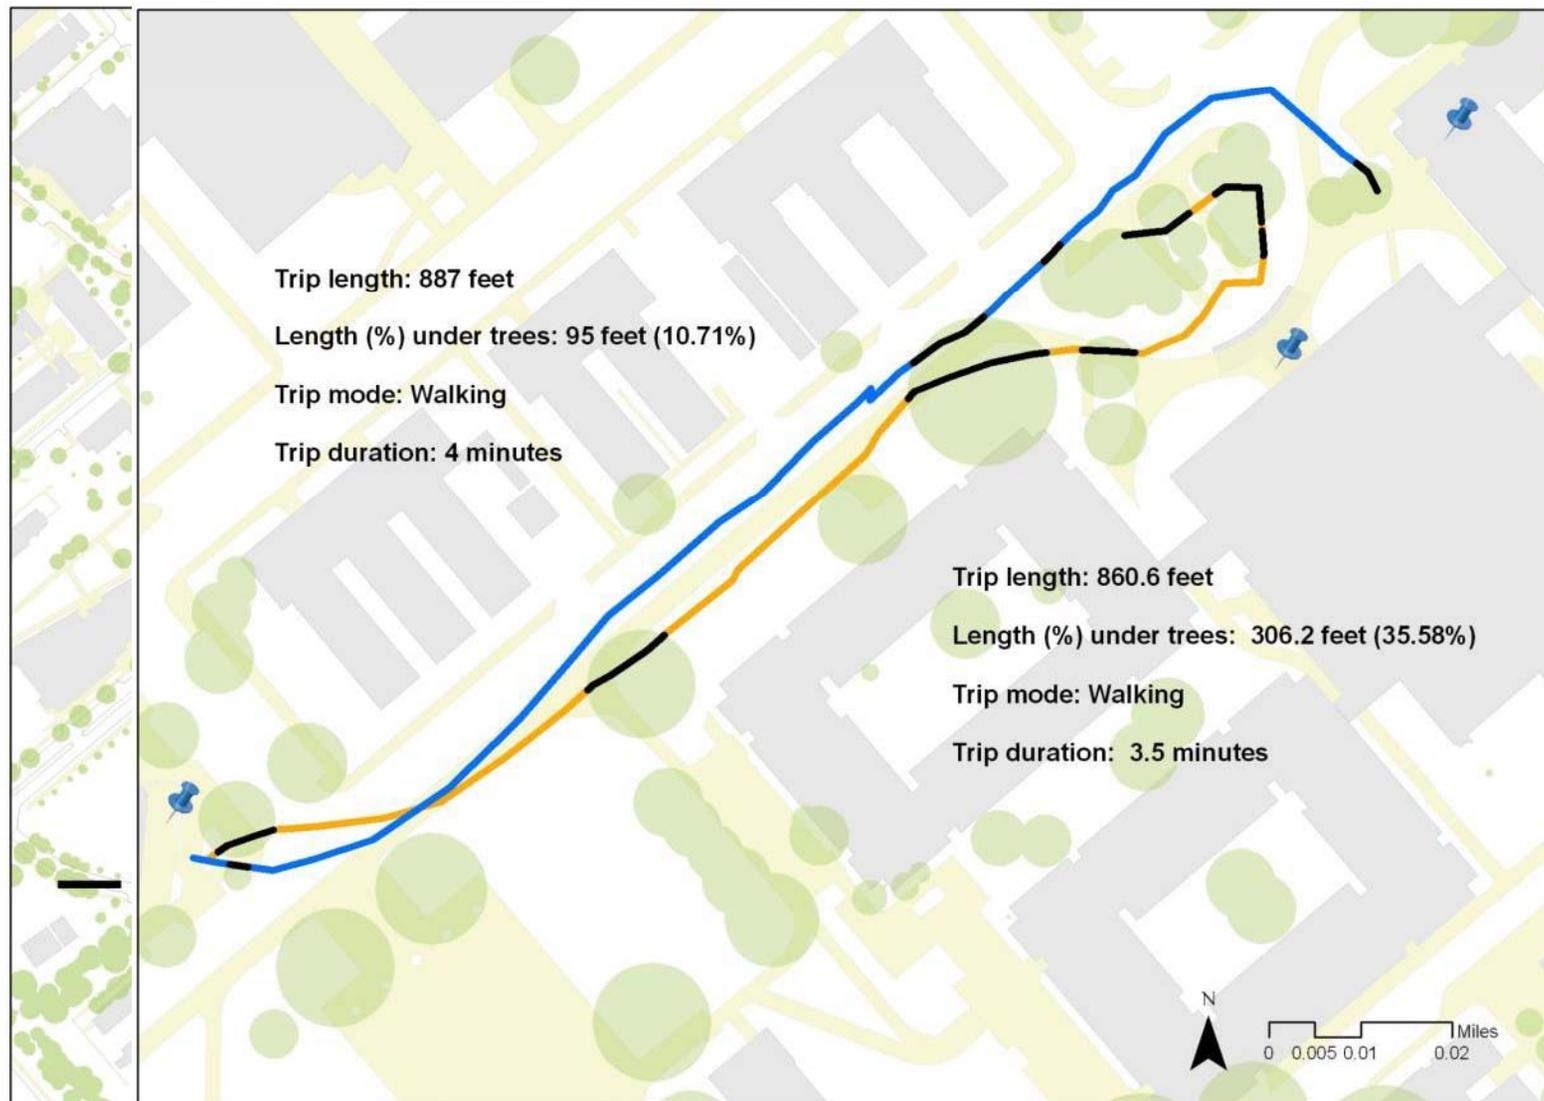 Trip length: 887 feet
Length (%) under trees: 95 feet (10.71%)
Trip mode: Walking
Trip duration: 4 minutes
Trip length: 860.6 feet
Length (%) under trees: 306.2 feet (35.58%)
Trip mode: Walking
Trip duration: 3.5 minutes
N
Miles
0 0.005 0.01 0.02